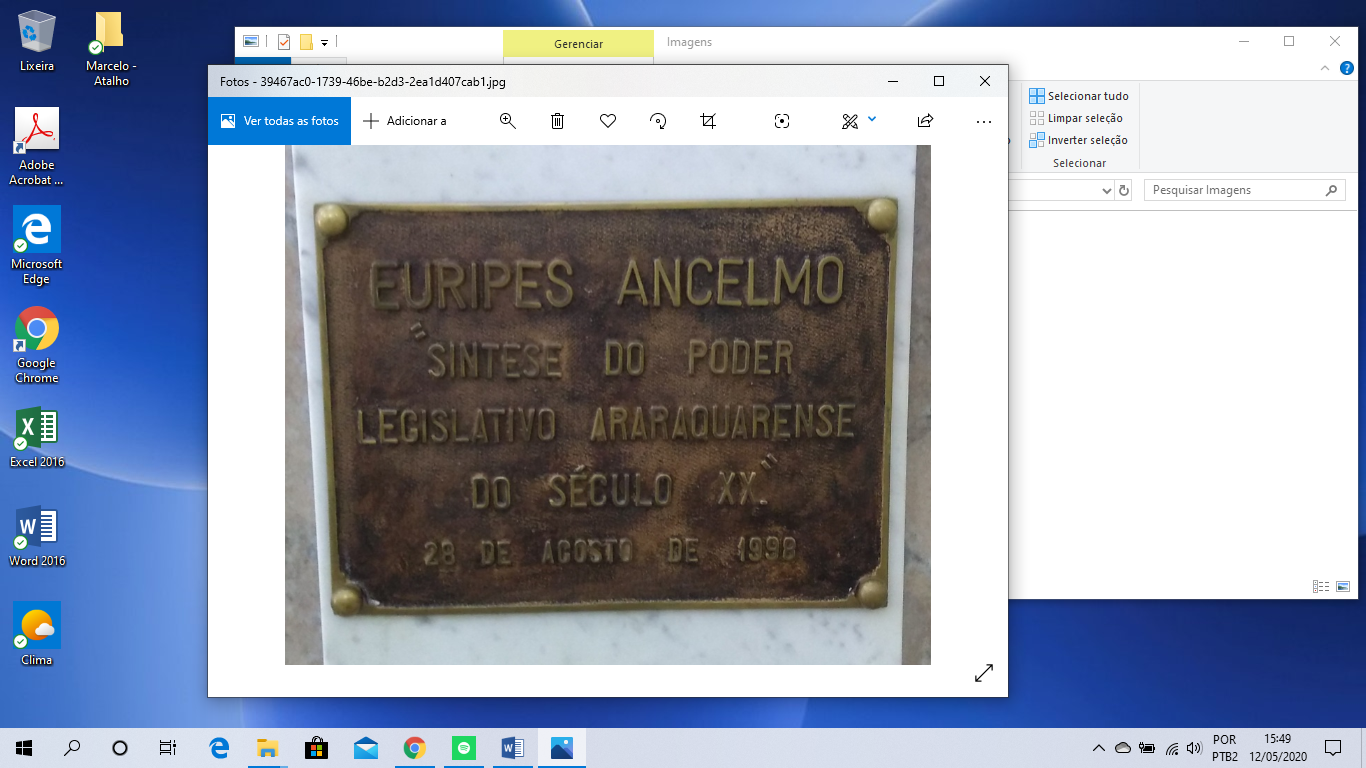 Lixeira
Marcelo - Atalho
Adobe Acrobat ...
Microsoft Edge
Google Chrome
Excel 2016
Word 2016
Clima
Gerenciar
Imagens
Fotos - 39467ac0-1739-46be-b2d3-2ea1d407cab1.jpg
Ver todas as fotos
Adicionar a
Selecionar tudo
Limpar seleção
Inverter seleção
Selecionar
Pesquisar Imagens
EURIPES ANCELMO
"SINTESE DO PODER
LEGISLATIVO ARARAQUARENSE
DO SÉCULO XX."
28 DE AGOSTO DE 1998
POR
PTB2
15:49
12/05/2020